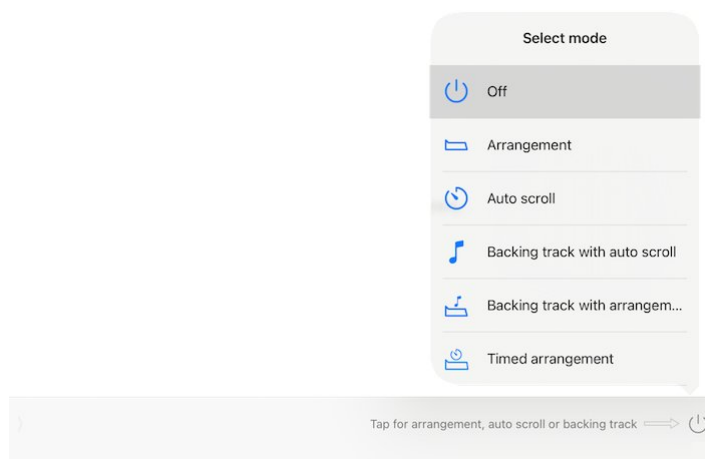 Select mode
Off
Arrangement
Auto scroll
Backing track with auto scroll
Backing track with arrangem...
Timed arrangement
Tap for arrangement, auto scroll or backing track